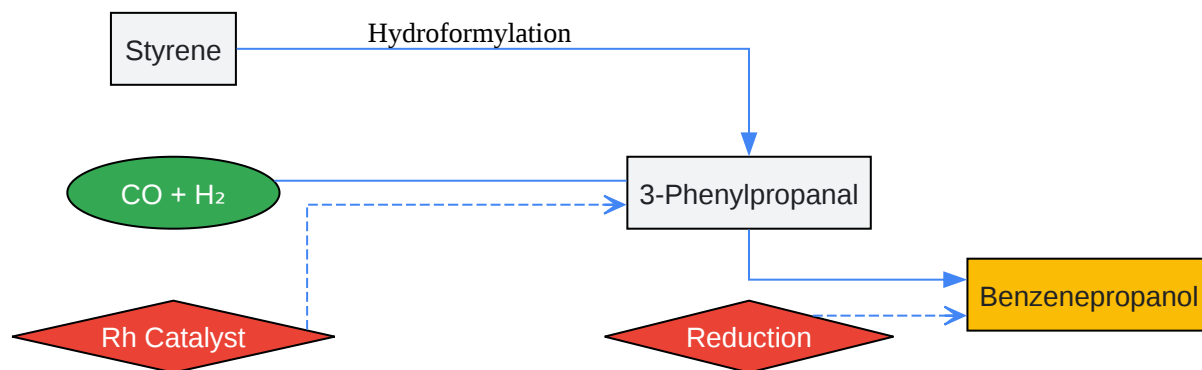 Hydroformylation
Styrene
CO + H₂
3-Phenylpropanal
Benzenepropanol
Rh Catalyst
Reduction